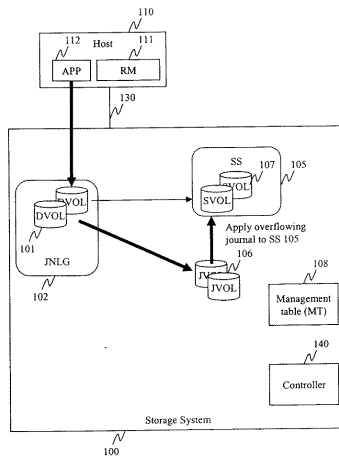 110
112
Host
111
APP
RM
130
SS
107
105
SVOL
SVOL
DVOL
DVOL
101
JNLG
102
Apply overflowing
journal to SS 105
106
JVOL
JVOL
108
Management
table (MT)
140
Controller
Storage System
100